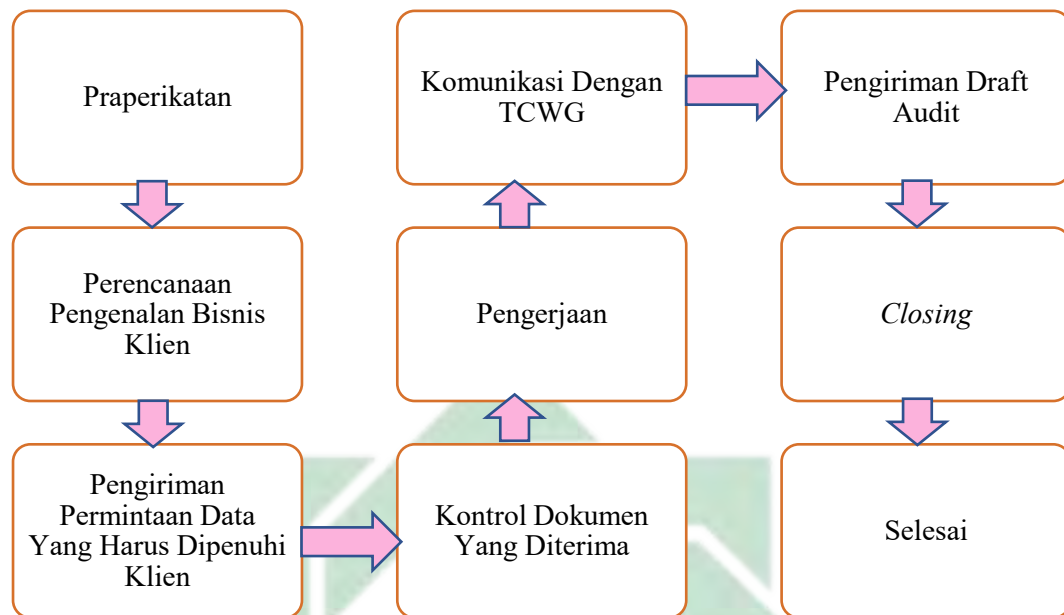 Praperikatan
Perencanaan
Pengenalan Bisnis
Klien
Pengiriman
Permintaan Data
Yang Harus Dipenuhi
Klien
Kontrol Dokumen
Yang Diterima
Pengerjaan
Komunikasi Dengan
TCWG
Pengiriman Draft
Audit
Closing
Selesai